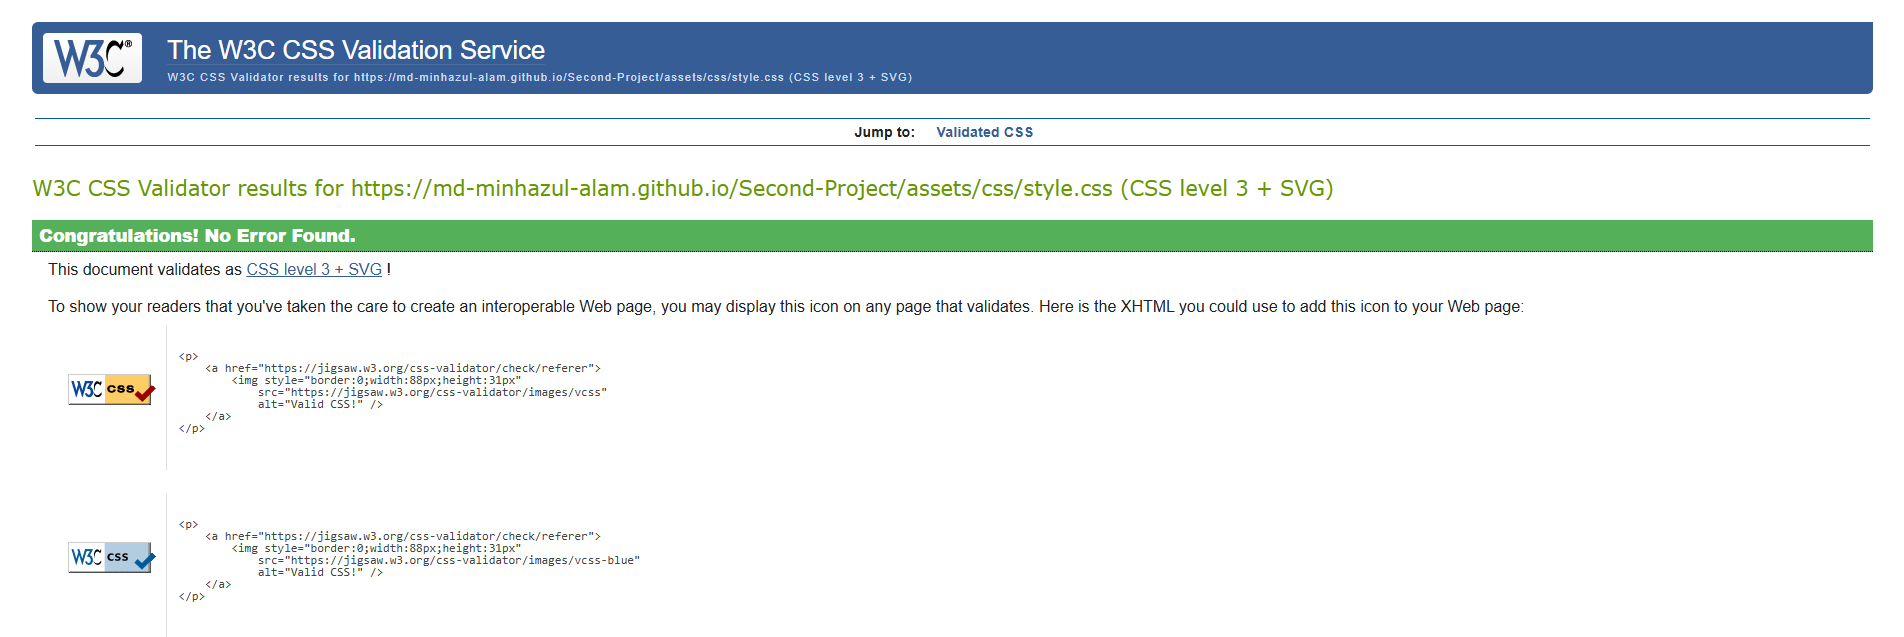 W3C®
The W3C CSS Validation Service
W3C CSS Validator results for https://md-minhazul-alam.github.io/Second-Project/assets/css/style.css (CSS level 3 + SVG)
Jump to: Validated CSS
W3C CSS Validator results for https://md-minhazul-alam.github.io/Second-Project/assets/css/style.css (CSS level 3 + SVG)
Congratulations! No Error Found.
This document validates as CSS level 3 + SVG !
To show your readers that you've taken the care to create an interoperable Web page, you may display this icon on any page that validates. Here is the XHTML you could use to add this icon to your Web page:
W3C css
<p>
    <a href="https://jigsaw.w3.org/css-validator/check/referer">
        <img style="border:0;width:88px;height:31px"
            src="https://jigsaw.w3.org/css-validator/images/vcss"
            alt="Valid CSS!" />
    </a>
</p>
W3C css
<p>
    <a href="https://jigsaw.w3.org/css-validator/check/referer">
        <img style="border:0;width:88px;height:31px"
            src="https://jigsaw.w3.org/css-validator/images/vcss-blue"
            alt="Valid CSS!" />
    </a>
</p>